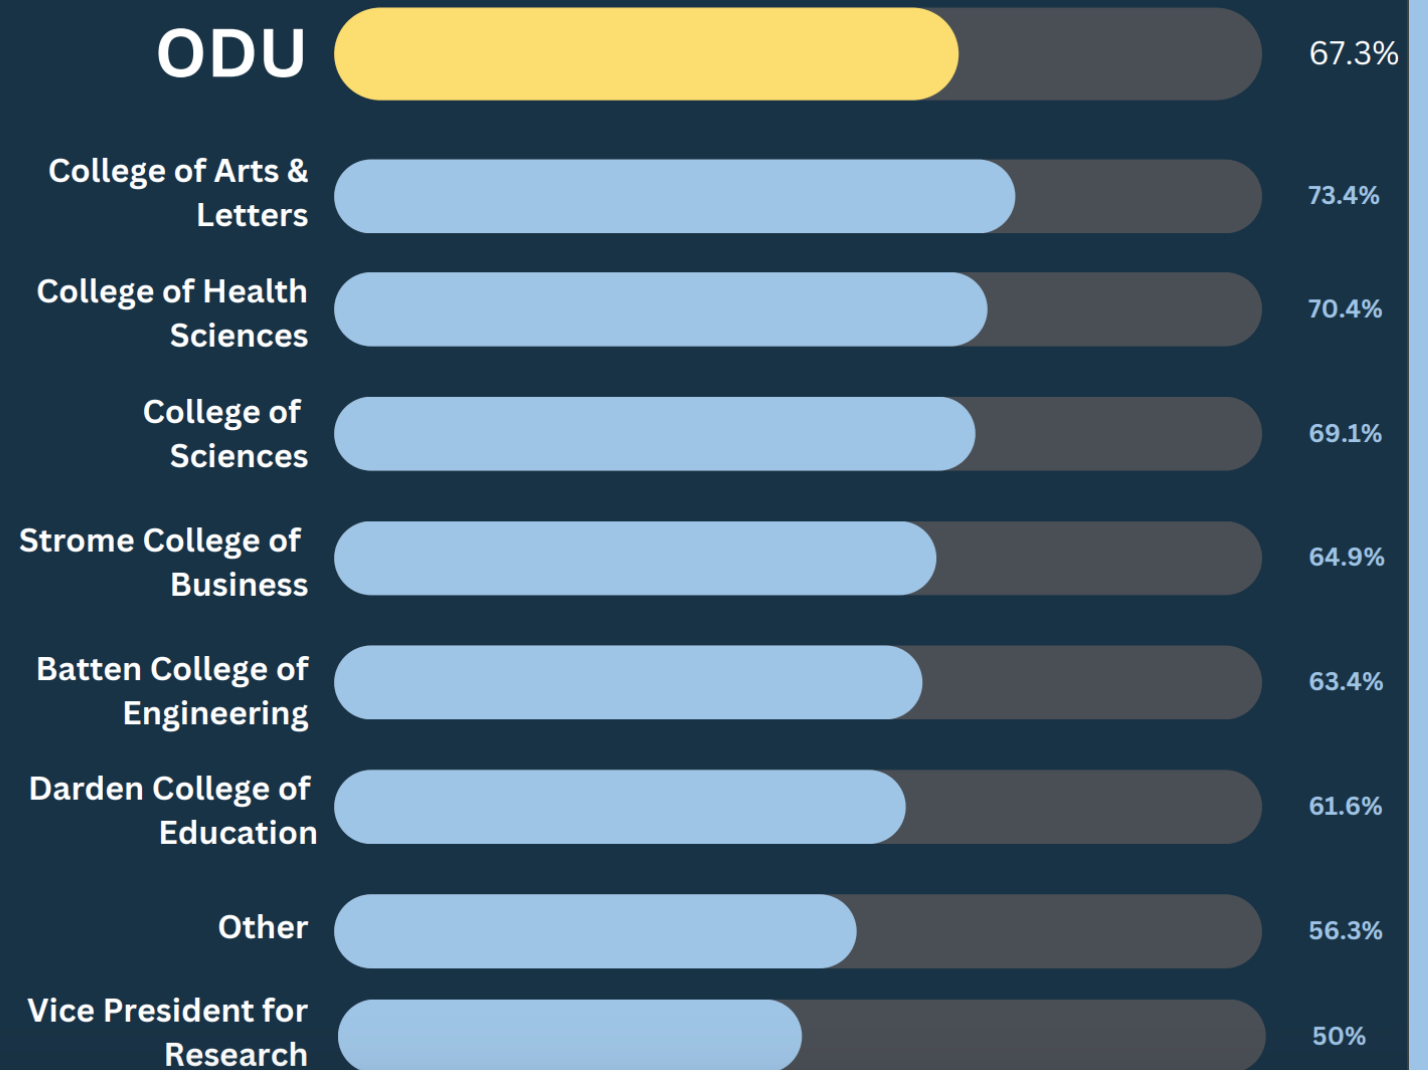 ODU 67.3%
College of Arts &
Letters
73.4%
College of Health
Sciences
70.4%
College of
Sciences
69.1%
Strome College of
Business
64.9%
Batten College of
Engineering
63.4%
Darden College of
Education
61.6%
Other 56.3%
Vice President for
Research
50%